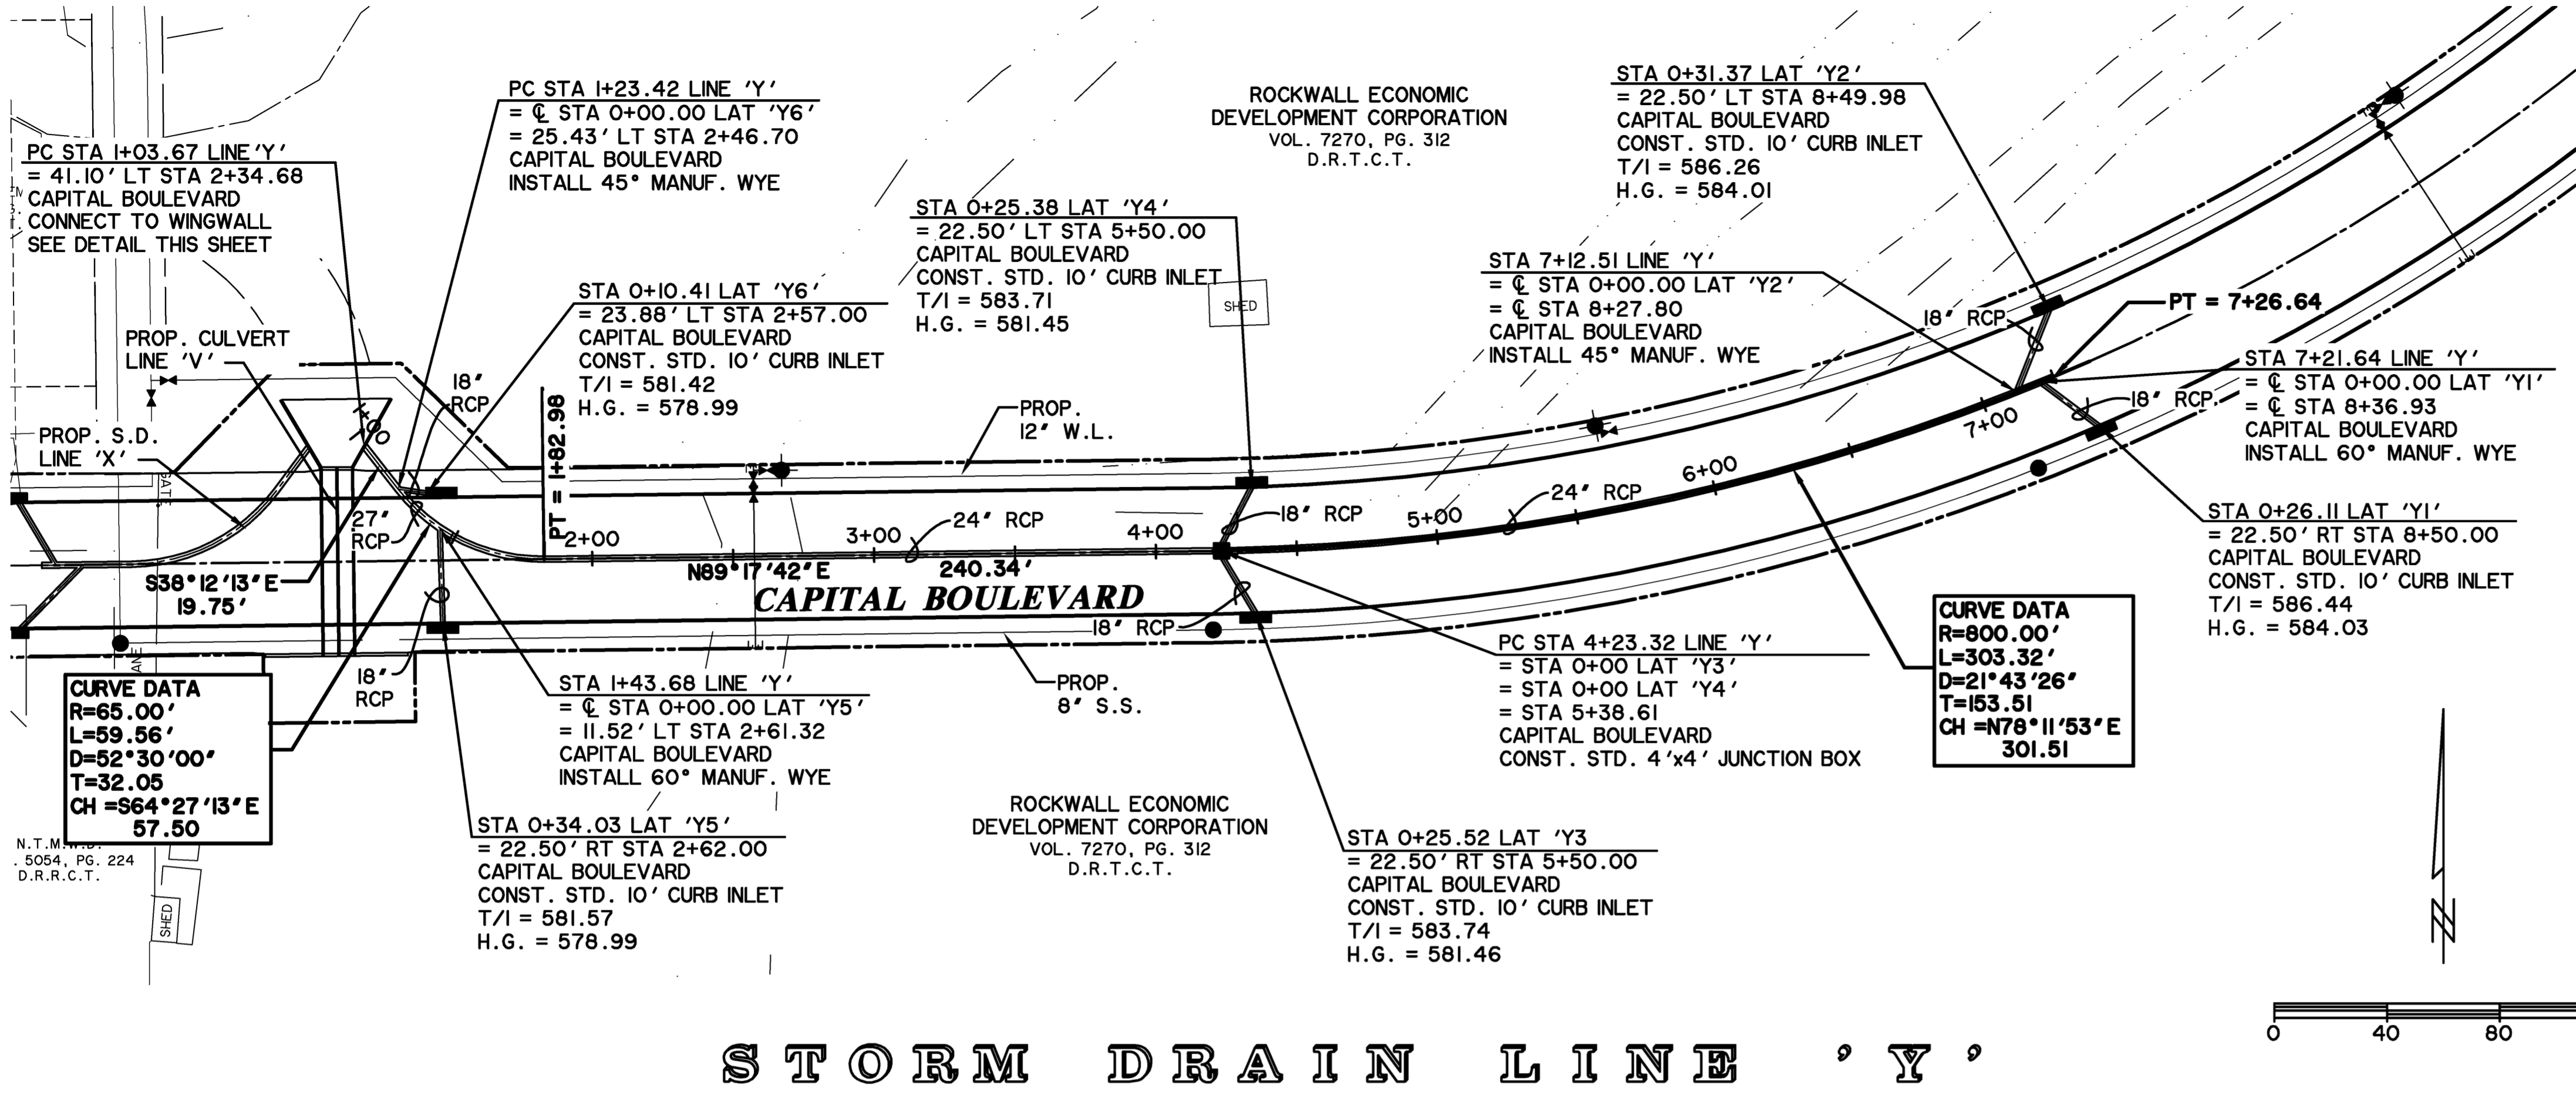 PC STA 1+23.42 LINE 'Y'
= ℄ STA 0+00.00 LAT 'Y6'
= 25.43' LT STA 2+46.70
CAPITAL BOULEVARD
INSTALL 45° MANUF. WYE
PC STA 1+03.67 LINE 'Y'
= 41.10' LT STA 2+34.68
CAPITAL BOULEVARD
CONNECT TO WINGWALL
SEE DETAIL THIS SHEET
ROCKWALL ECONOMIC
DEVELOPMENT CORPORATION
VOL. 7270, PG. 312
D.R.T.C.T.
STA 0+31.37 LAT 'Y2'
= 22.50' LT STA 8+49.98
CAPITAL BOULEVARD
CONST. STD. 10' CURB INLET
T/I = 586.26
H.G. = 584.01
STA 0+25.38 LAT 'Y4'
= 22.50' LT STA 5+50.00
CAPITAL BOULEVARD
CONST. STD. 10' CURB INLET
T/I = 583.71
H.G. = 581.45
SHED
STA 0+10.41 LAT 'Y6'
= 23.88' LT STA 2+57.00
CAPITAL BOULEVARD
CONST. STD. 10' CURB INLET
T/I = 581.42
H.G. = 578.99
STA 7+12.51 LINE 'Y'
= ℄ STA 0+00.00 LAT 'Y2'
= ℄ STA 8+27.80
CAPITAL BOULEVARD
INSTALL 45° MANUF. WYE
PT = 7+26.64
18" RCP
STA 7+21.64 LINE 'Y'
= ℄ STA 0+00.00 LAT 'Y1'
= ℄ STA 8+36.93
CAPITAL BOULEVARD
INSTALL 60° MANUF. WYE
18" RCP
PROP. CULVERT
LINE 'V'
18"
RCP
1+00
PT = 1+82.98
PROP.
12" W.L.
PROP. S.D.
LINE 'X'
GATE
27"
RCP
2+00
3+00
24" RCP
4+00
18" RCP
5+00
24" RCP
6+00
7+00
STA 0+26.11 LAT 'Y1'
= 22.50' RT STA 8+50.00
CAPITAL BOULEVARD
CONST. STD. 10' CURB INLET
T/I = 586.44
H.G. = 584.03
S38°12'13"E
19.75'
N89°17'42"E
240.34'
CAPITAL BOULEVARD
18" RCP
CURVE DATA
R=800.00'
L=303.32'
D=21°43'26"
T=153.51
CH =N78°11'53"E
301.51
PC STA 4+23.32 LINE 'Y'
= STA 0+00 LAT 'Y3'
= STA 0+00 LAT 'Y4'
= STA 5+38.61
CAPITAL BOULEVARD
CONST. STD. 4'x4' JUNCTION BOX
CURVE DATA
R=65.00'
L=59.56'
D=52°30'00"
T=32.05
CH =S64°27'13"E
57.50
18"
RCP
STA 1+43.68 LINE 'Y'
= ℄ STA 0+00.00 LAT 'Y5'
= 11.52' LT STA 2+61.32
CAPITAL BOULEVARD
INSTALL 60° MANUF. WYE
PROP.
8" S.S.
ROCKWALL ECONOMIC
DEVELOPMENT CORPORATION
VOL. 7270, PG. 312
D.R.T.C.T.
STA 0+34.03 LAT 'Y5'
= 22.50' RT STA 2+62.00
CAPITAL BOULEVARD
CONST. STD. 10' CURB INLET
T/I = 581.57
H.G. = 578.99
STA 0+25.52 LAT 'Y3
= 22.50' RT STA 5+50.00
CAPITAL BOULEVARD
CONST. STD. 10' CURB INLET
T/I = 583.74
H.G. = 581.46
N.T.M.W.D.
. 5054, PG. 224
D.R.R.C.T.
SHED
N
0 40 80
STORM DRAIN LINE 'Y'